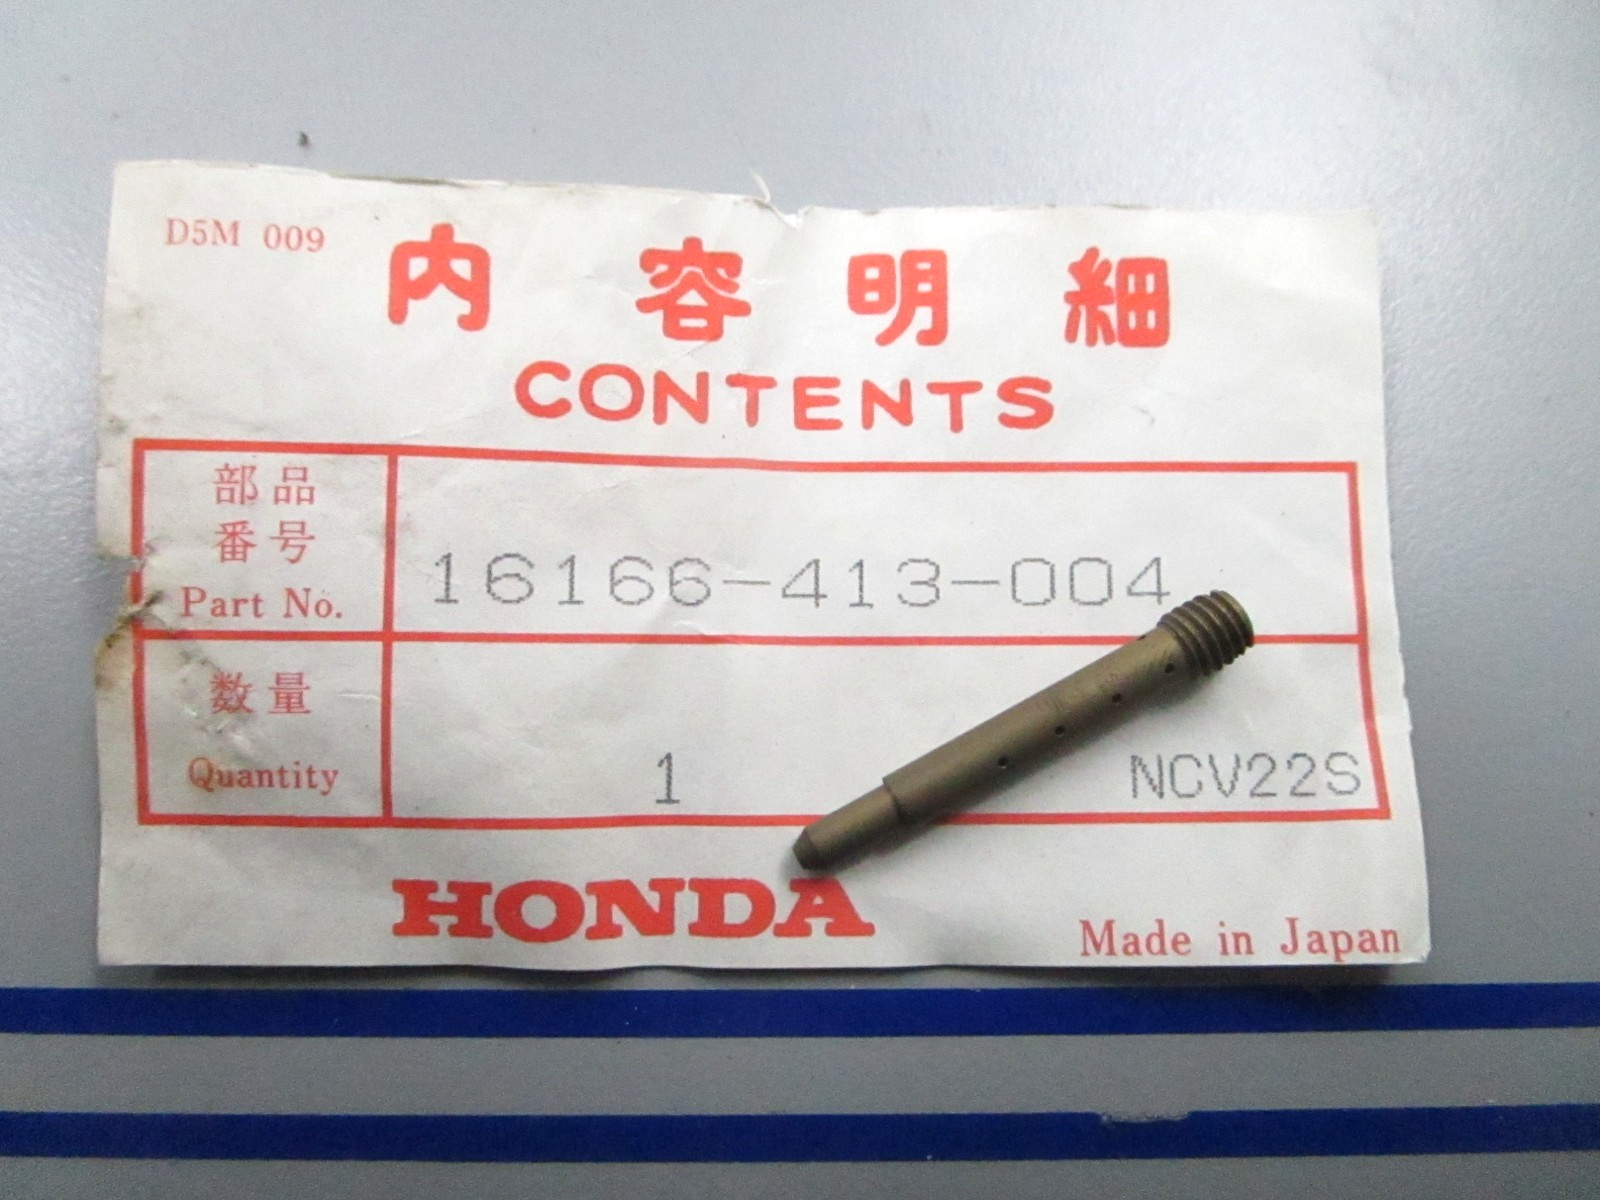 D5M 009
内容明細
CONTENTS
部品
番号
Part No.
16166-413-004
数量
Quantity
1
NCV22S
HONDA
Made in Japan